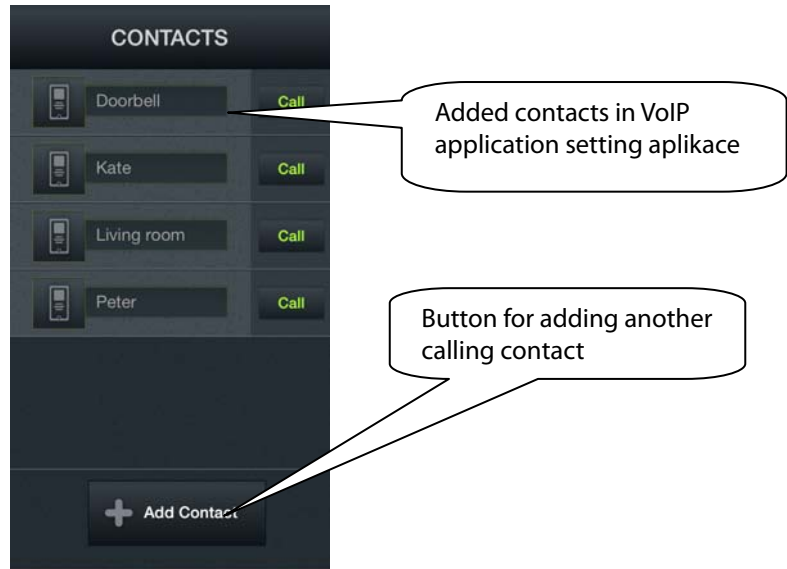 CONTACTS
Doorbell Call
Added contacts in VoIP
application setting aplikace
Kate Call
Living room Call
Peter Call
Button for adding another
calling contact
Add Contact